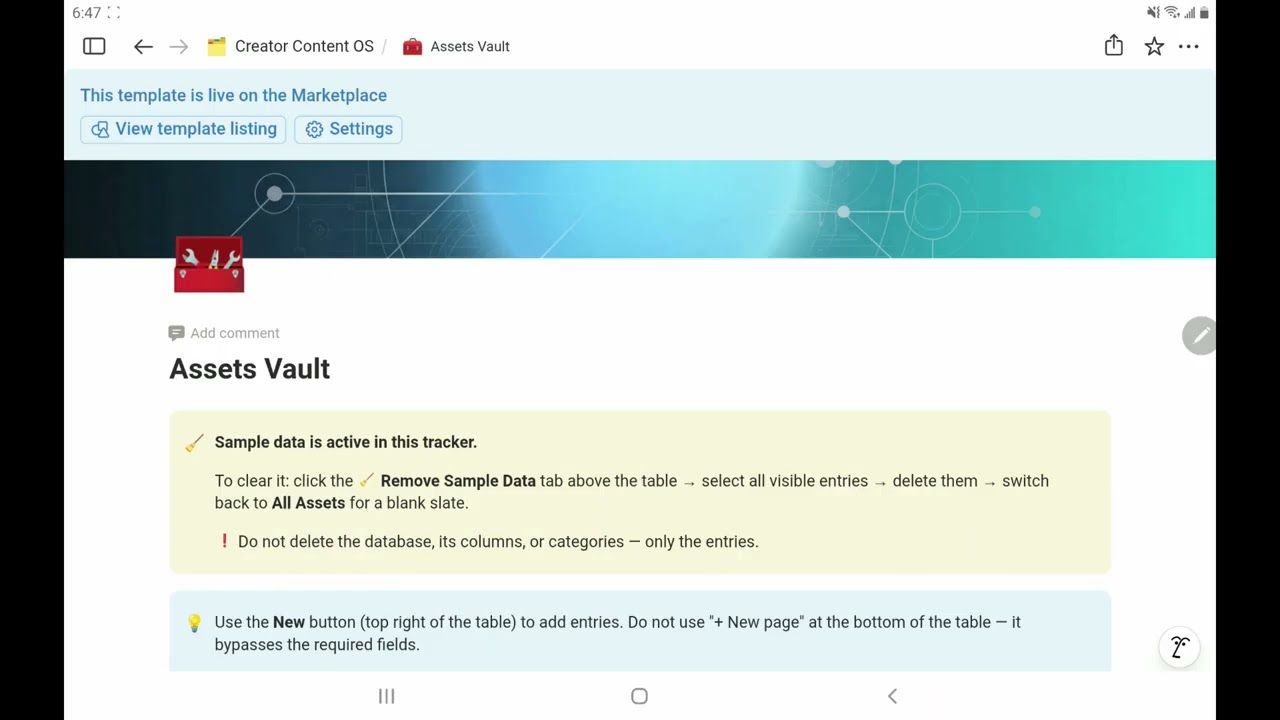 6:47
Creator Content OS / Assets Vault
This template is live on the Marketplace
View template listing Settings
Add comment
Assets Vault
Sample data is active in this tracker.
To clear it: click the 🧹 Remove Sample Data tab above the table → select all visible entries → delete them → switch
back to All Assets for a blank slate.
❗ Do not delete the database, its columns, or categories — only the entries.
Use the New button (top right of the table) to add entries. Do not use "+ New page" at the bottom of the table — it
bypasses the required fields.